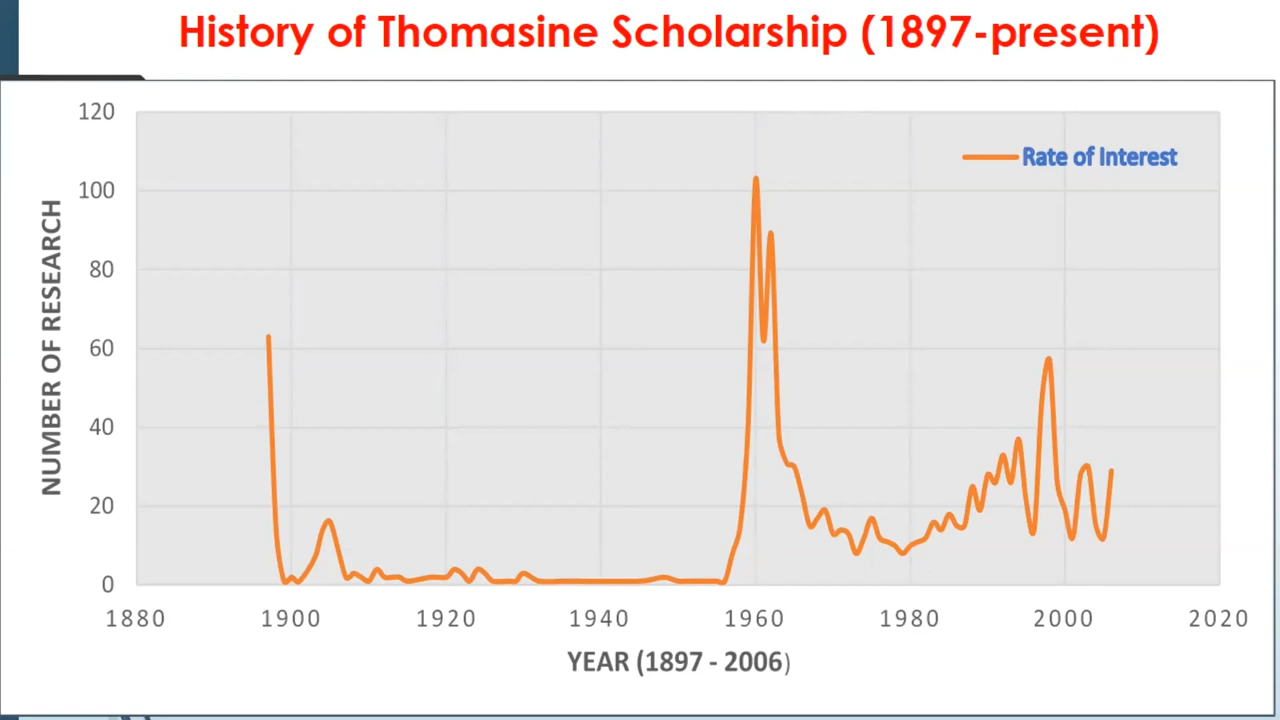 History of Thomasine Scholarship (1897-present)
120
100
80
60
40
20
0
NUMBER OF RESEARCH
Rate of Interest
1880 1900 1920 1940 1960 1980 2000 2020
YEAR (1897 - 2006)